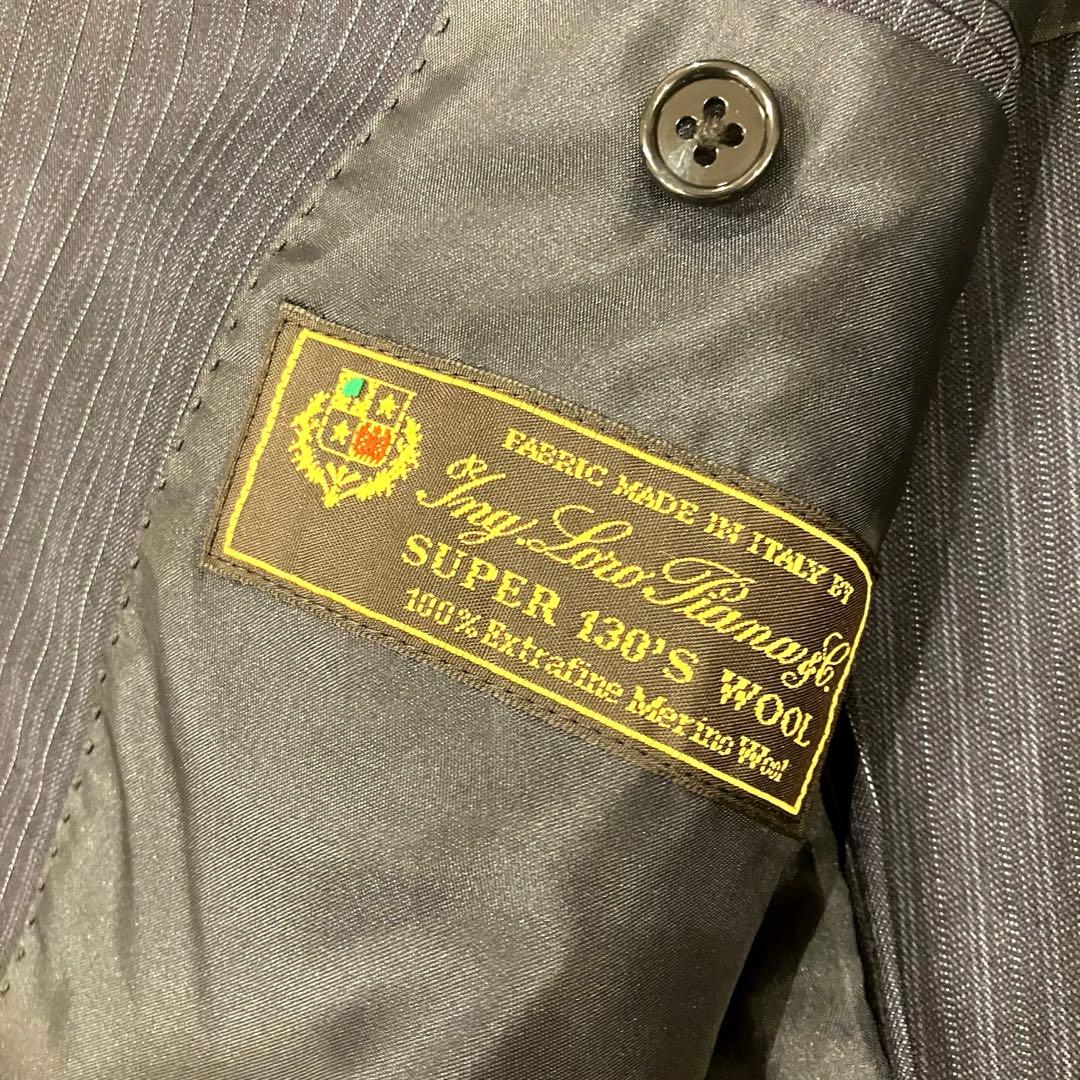 FABRIC MADE IN ITALY BY
Ing. Loro Piana & C.
SUPER 130'S WOOL
100% Extrafine Merino Wool